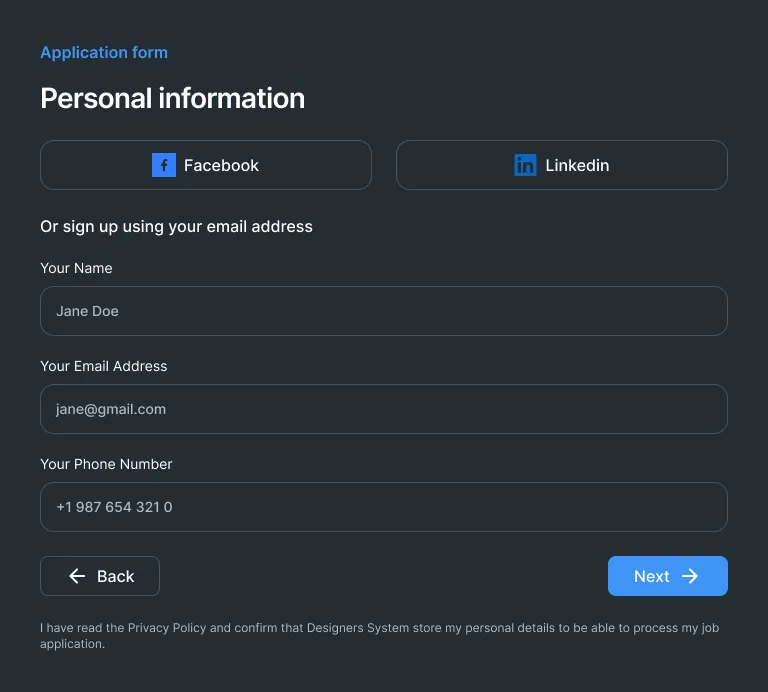 Application form
Personal information
Facebook
Linkedin
Or sign up using your email address
Your Name
Jane Doe
Your Email Address
jane@gmail.com
Your Phone Number
+1 987 654 321 0
Back
Next
I have read the Privacy Policy and confirm that Designers System store my personal details to be able to process my job
application.